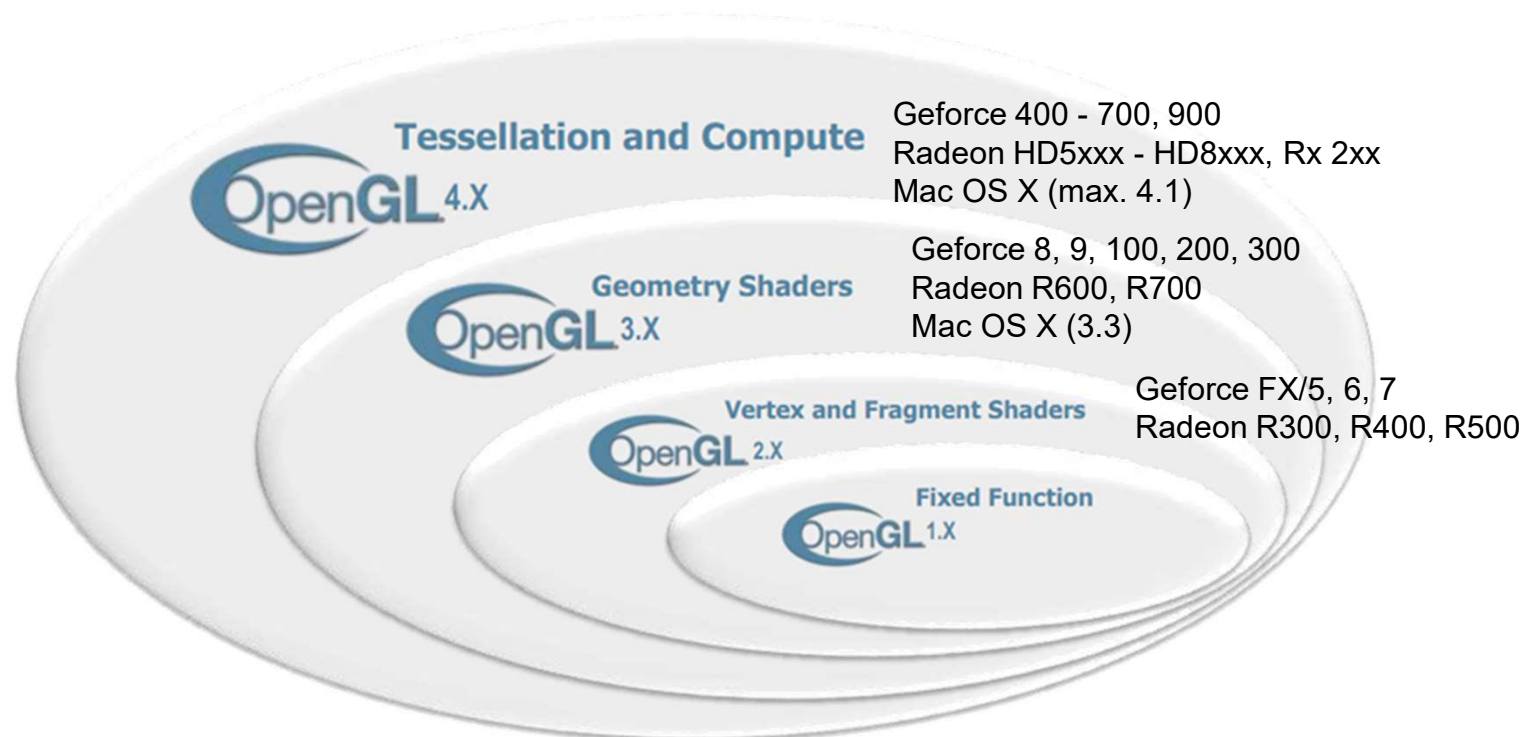 Tessellation and Compute
OpenGL 4.X
Geforce 400 - 700, 900
Radeon HD5xxx - HD8xxx, Rx 2xx
Mac OS X (max. 4.1)
Geometry Shaders
OpenGL 3.X
Geforce 8, 9, 100, 200, 300
Radeon R600, R700
Mac OS X (3.3)
Vertex and Fragment Shaders
OpenGL 2.X
Geforce FX/5, 6, 7
Radeon R300, R400, R500
Fixed Function
OpenGL 1.X